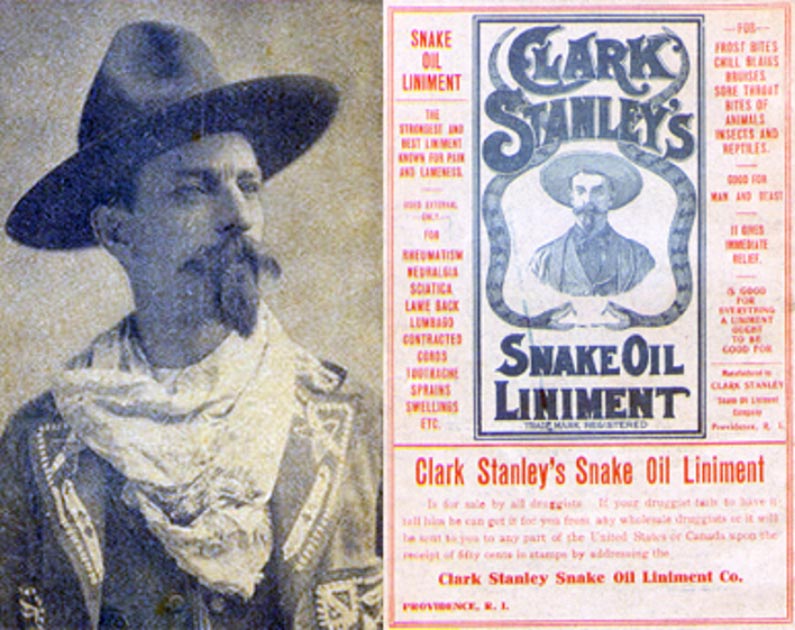 SNAKE
OIL
LINIMENT
THE
STRONGEST AND
BEST LINIMENT
KNOWN FOR PAIN
AND LAMENESS.
USED EXTERNAL
ONLY
FOR
RHEUMATISM
NEURALGIA
SCIATICA
LAME BACK
LUMBAGO
CONTRACTED
CORDS
TOOTHACHE
SPRAINS
SWELLINGS
ETC.
CLARK
STANLEY'S
SNAKE OIL
LINIMENT
TRADE MARK REGISTERED
FOR
FROST BITES
CHILL BLAINS
BRUISES
SORE THROAT
BITES OF
ANIMALS
INSECTS AND
REPTILES.
GOOD FOR
MAN AND BEAST
IT GIVES
IMMEDIATE
RELIEF.
IS GOOD
FOR
EVERYTHING
A LINIMENT
OUGHT
TO BE
GOOD FOR
Manufactured by
CLARK STANLEY
Snake Oil Liniment
Company
Providence, R. I.
Clark Stanley's Snake Oil Liniment
Is for sale by all druggists. If your druggist fails to have it
tell him he can get it for you from any wholesale druggists or it will
be sent to you to any part of the United States or Canada upon the
receipt of fifty cents in stamps by addressing the
Clark Stanley Snake Oil Liniment Co.
PROVIDENCE, R. I.